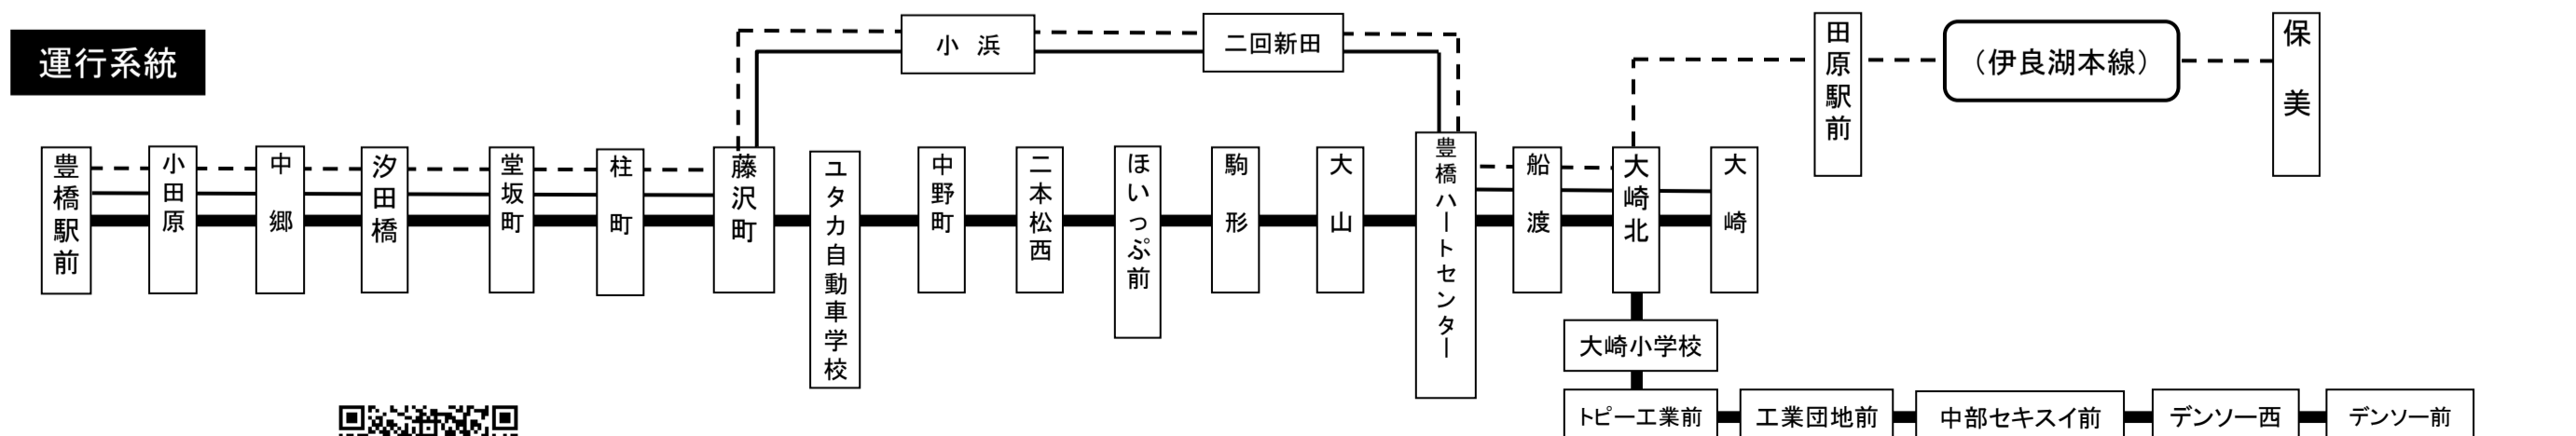 運行系統
小浜
二回新田
田原駅前
（伊良湖本線）
保美
豊橋駅前
小田原
中郷
汐田橋
堂坂町
柱町
藤沢町
ユタカ自動車学校
中野町
二本松西
ほいっぷ前
駒形
大山
豊橋ハートセンター
船渡
大崎北
大崎
大崎小学校
トピー工業前
工業団地前
中部セキスイ前
デンソー西
デンソー前